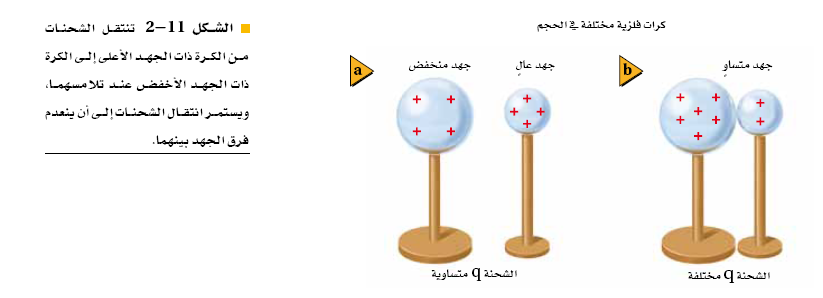 الشكل 11–2 تنتقل الشحنات
من الكرة ذات الجهد الأعلى إلى الكرة
ذات الجهد الأخفض عند تلامسهما،
ويستمر انتقال الشحنات إلى أن ينعدم
فرق الجهد بينهما.
كرات فلزية مختلفة في الحجم
a
جهد منخفض
جهد عالٍ
الشحنة q متساوية
b
جهد متساوٍ
الشحنة q مختلفة